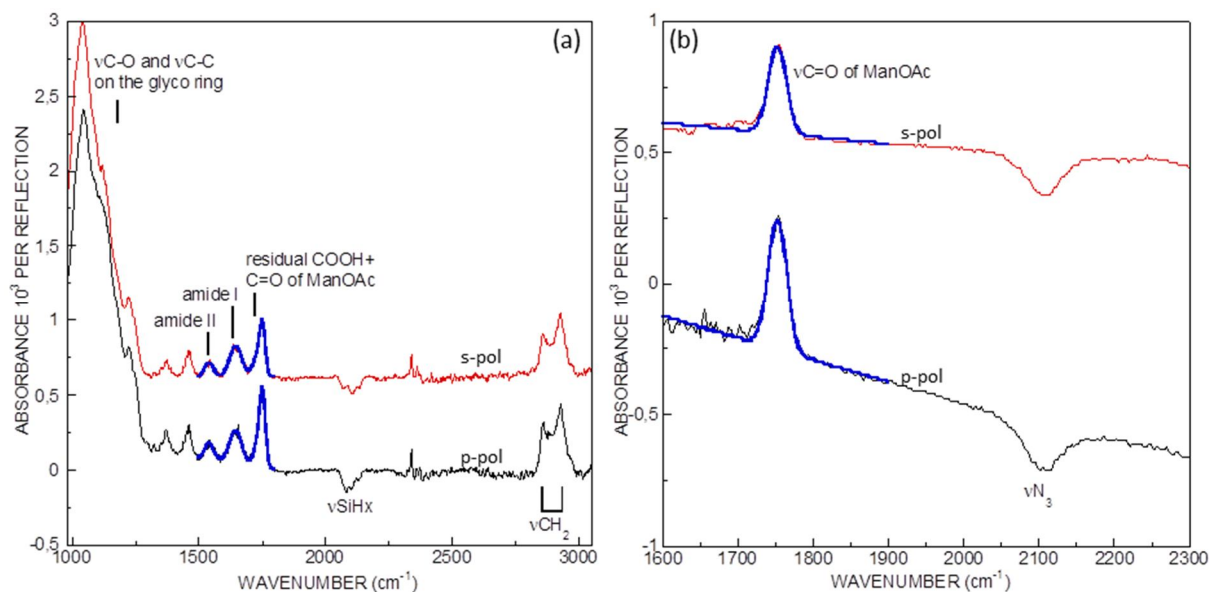 3
2,5
2
1,5
1
0,5
0
-0,5
ABSORBANCE 10³ PER REFLECTION
(a)
νC-O and νC-C
on the glyco ring
residual COOH+
C=O of ManOAc
amide I
amide II
s-pol
p-pol
νSiHx
νCH₂
1000 1500 2000 2500 3000
WAVENUMBER (cm⁻¹)
1
0,5
0
-0,5
-1
ABSORBANCE 10³ PER REFLECTION
(b)
νC=O of ManOAc
s-pol
p-pol
νN₃
1600 1700 1800 1900 2000 2100 2200 2300
WAVENUMBER (cm⁻¹)